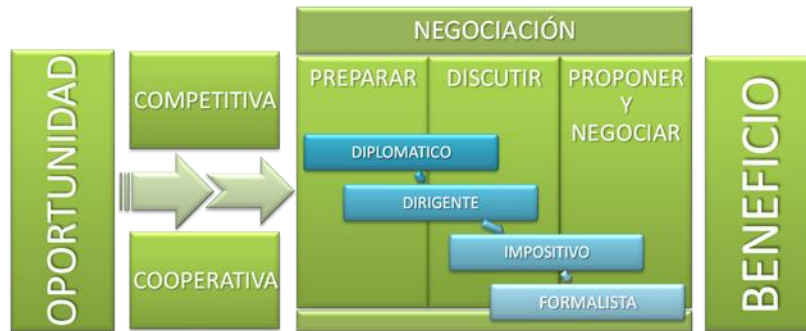 OPORTUNIDAD
COMPETITIVA
COOPERATIVA
NEGOCIACIÓN
PREPARAR
DISCUTIR
PROPONER
Y
NEGOCIAR
DIPLOMATICO
DIRIGENTE
IMPOSITIVO
FORMALISTA
BENEFICIO